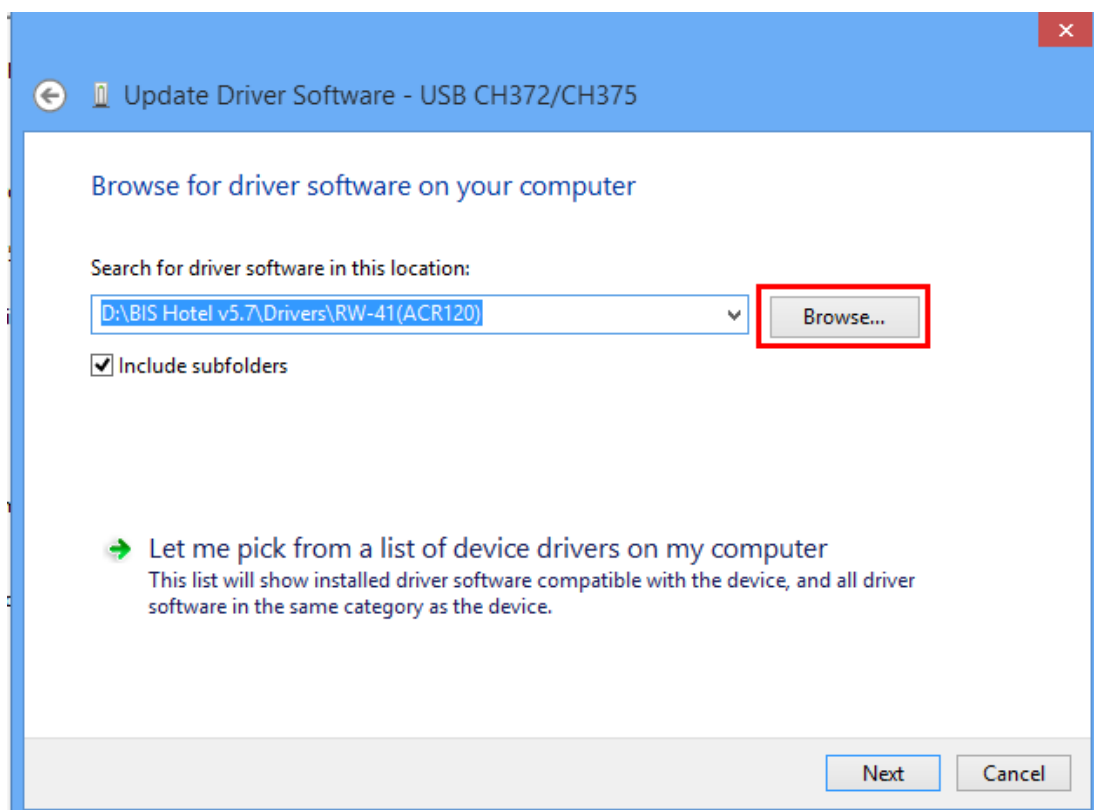 Update Driver Software - USB CH372/CH375
Browse for driver software on your computer
Search for driver software in this location:
D:\BIS Hotel v5.7\Drivers\RW-41(ACR120)
Browse...
Include subfolders
Let me pick from a list of device drivers on my computer
This list will show installed driver software compatible with the device, and all driver
software in the same category as the device.
Next
Cancel